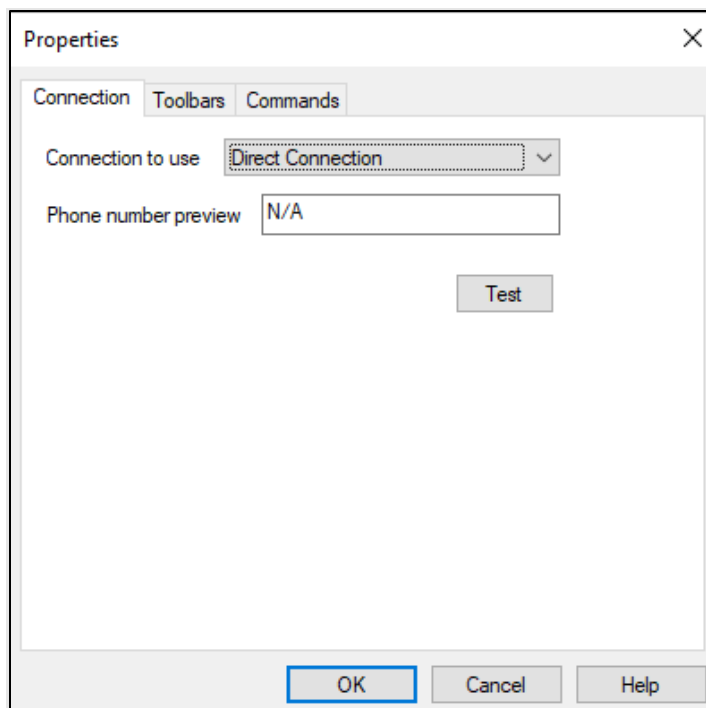 Properties
Connection Toolbars Commands
Connection to use Direct Connection
Phone number preview N/A
Test
OK Cancel Help